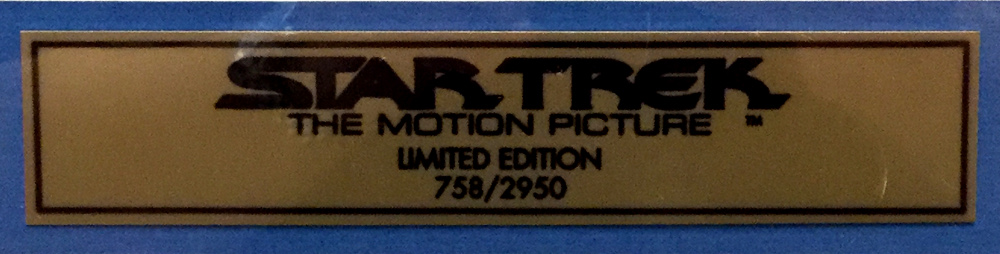 STAR TREK
THE MOTION PICTURE ™
LIMITED EDITION
758/2950